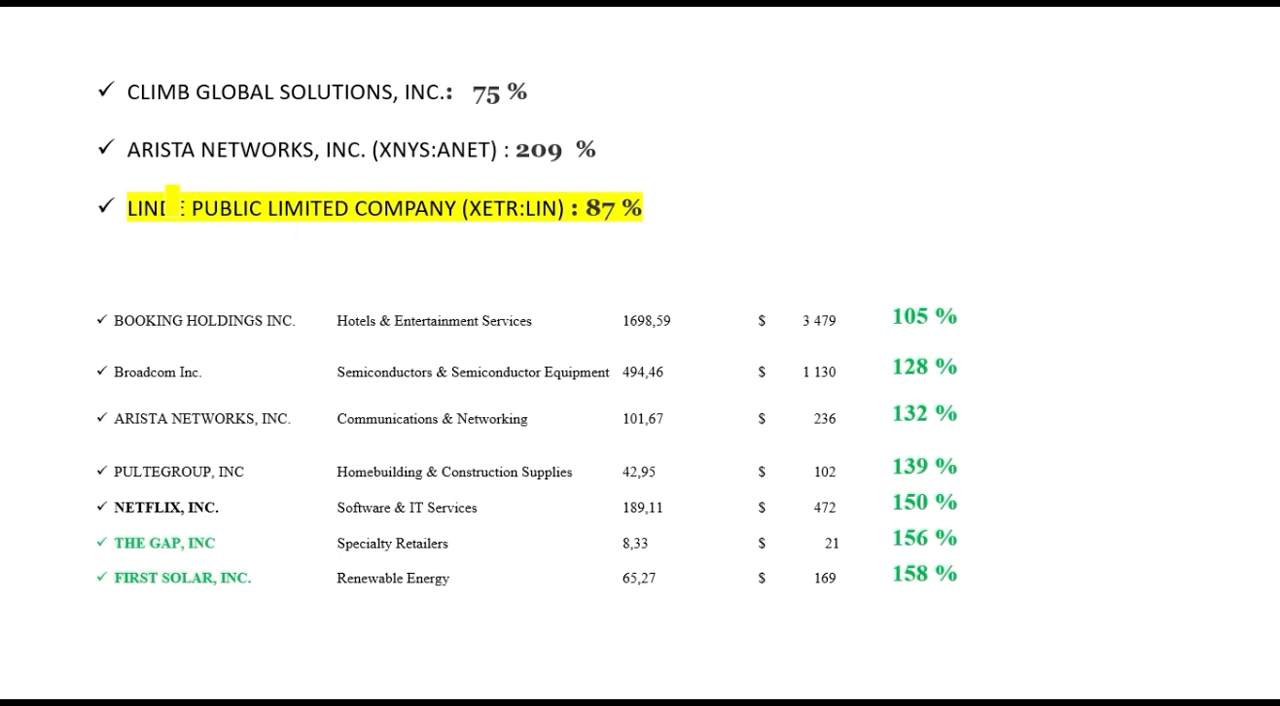 ✓ CLIMB GLOBAL SOLUTIONS, INC.: 75 %
✓ ARISTA NETWORKS, INC. (XNYS:ANET) : 209 %
✓ PUBLIC LIMITED COMPANY (XETR:LIN) : 87 %
✓ BOOKING HOLDINGS INC. Hotels & Entertainment Services 1698,59 $ 3 479 105 %
✓ Broadcom Inc. Semiconductors & Semiconductor Equipment 494,46 $ 1 130 128 %
✓ ARISTA NETWORKS, INC. Communications & Networking 101,67 $ 236 132 %
✓ PULTEGROUP, INC Homebuilding & Construction Supplies 42,95 $ 102 139 %
✓ NETFLIX, INC. Software & IT Services 189,11 $ 472 150 %
✓ THE GAP, INC Specialty Retailers 8,33 $ 21 156 %
✓ FIRST SOLAR, INC. Renewable Energy 65,27 $ 169 158 %